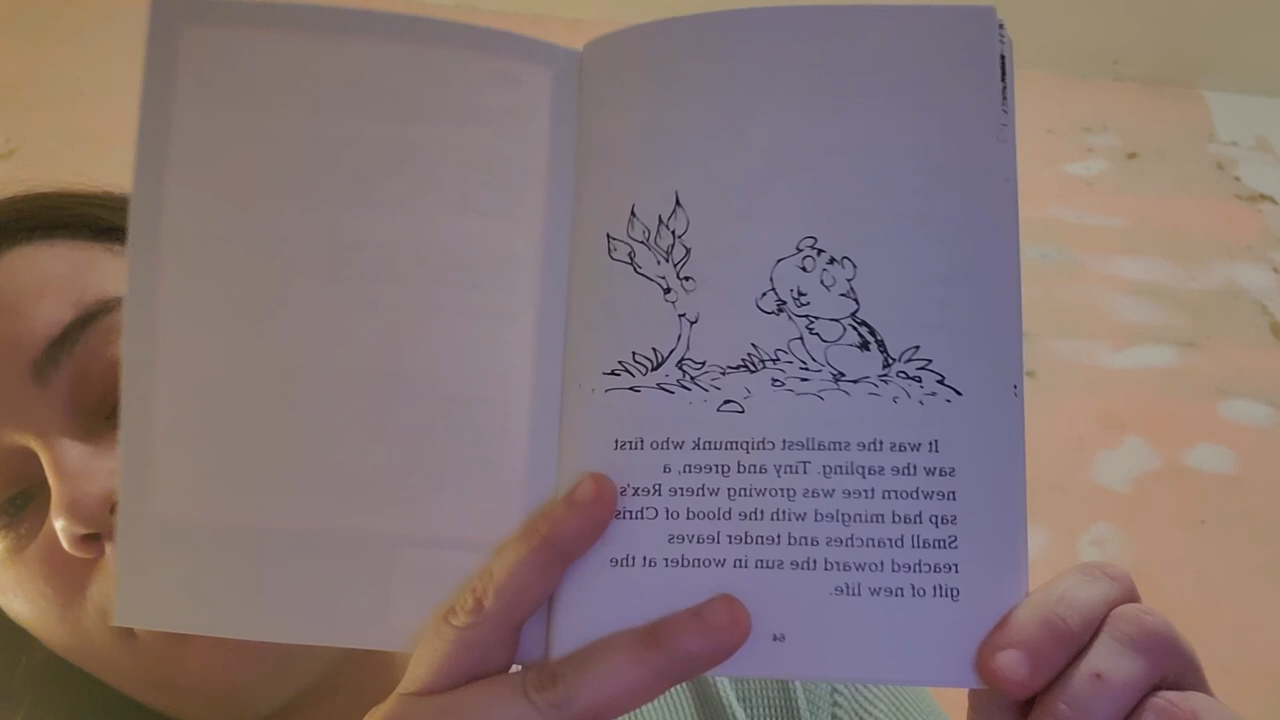 It was the smallest chipmunk who first
saw the sapling. Tiny and green, a
newborn tree was growing where Rex's
sap had mingled with the blood of Chris
Small branches and tender leaves
reached toward the sun in wonder at the
gift of new life.
64